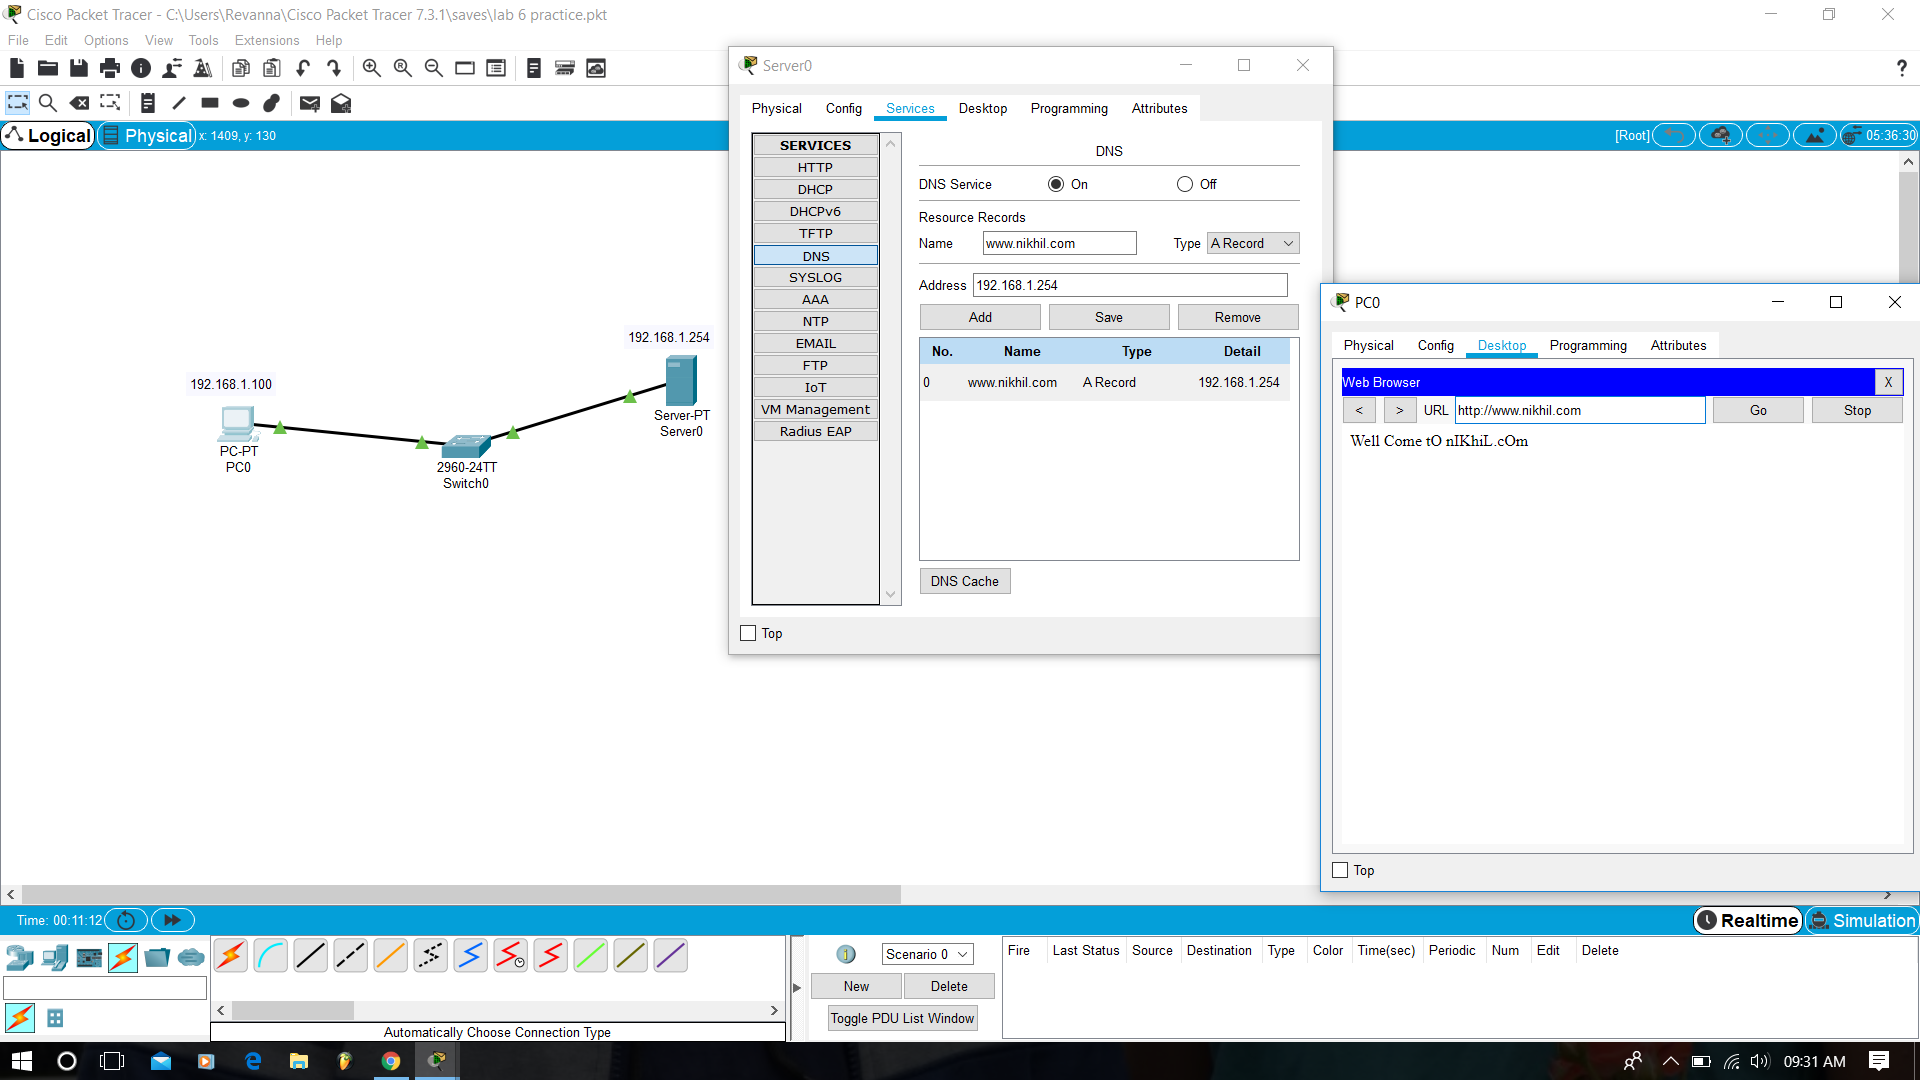 Cisco Packet Tracer - C:\Users\Revanna\Cisco Packet Tracer 7.3.1\saves\lab 6 practice.pkt
File Edit Options View Tools Extensions Help
Logical Physical x: 1409, y: 130
[Root] 05:36:30
192.168.1.100
PC-PT
PC0
2960-24TT
Switch0
192.168.1.254
Server-PT
Server0
Server0
Physical Config Services Desktop Programming Attributes
SERVICES
HTTP
DHCP
DHCPv6
TFTP
DNS
SYSLOG
AAA
NTP
EMAIL
FTP
IoT
VM Management
Radius EAP
DNS
DNS Service On Off
Resource Records
Name www.nikhil.com Type A Record
Address 192.168.1.254
Add Save Remove
No. Name Type Detail
0 www.nikhil.com A Record 192.168.1.254
DNS Cache
Top
PC0
Physical Config Desktop Programming Attributes
Web Browser X
< > URL http://www.nikhil.com Go Stop
Well Come tO nIKhiL.cOm
Top
Time: 00:11:12
Realtime Simulation
Automatically Choose Connection Type
Scenario 0
New Delete
Toggle PDU List Window
Fire Last Status Source Destination Type Color Time(sec) Periodic Num Edit Delete
09:31 AM